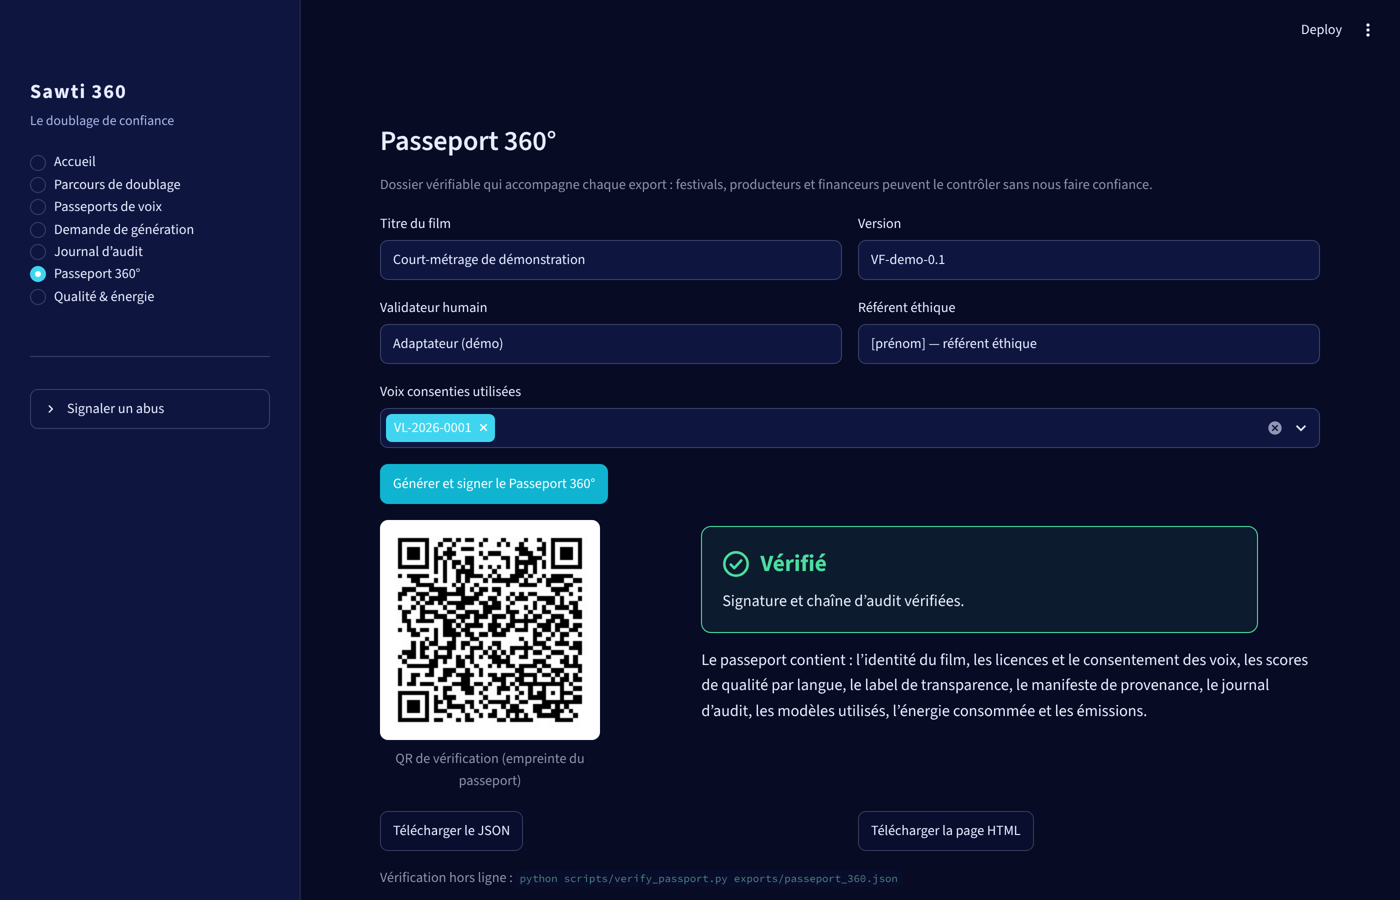 Deploy
Sawti 360
Le doublage de confiance
Accueil
Parcours de doublage
Passeports de voix
Demande de génération
Journal d’audit
Passeport 360°
Qualité & énergie
Signaler un abus
Passeport 360°
Dossier vérifiable qui accompagne chaque export : festivals, producteurs et financeurs peuvent le contrôler sans nous faire confiance.
Titre du film
Court-métrage de démonstration
Version
VF-demo-0.1
Validateur humain
Adaptateur (démo)
Référent éthique
[prénom] — référent éthique
Voix consenties utilisées
VL-2026-0001
Générer et signer le Passeport 360°
QR de vérification (empreinte du
passeport)
Vérifié
Signature et chaîne d’audit vérifiées.
Le passeport contient : l’identité du film, les licences et le consentement des voix, les scores
de qualité par langue, le label de transparence, le manifeste de provenance, le journal
d’audit, les modèles utilisés, l’énergie consommée et les émissions.
Télécharger le JSON
Télécharger la page HTML
Vérification hors ligne : python scripts/verify_passport.py exports/passeport_360.json